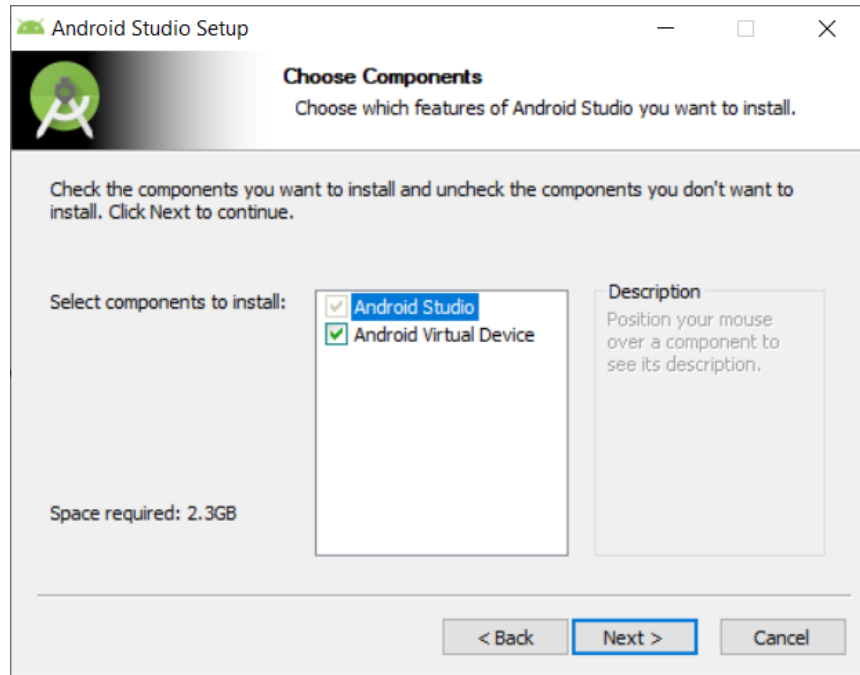 Android Studio Setup
Choose Components
Choose which features of Android Studio you want to install.
Check the components you want to install and uncheck the components you don't want to
install. Click Next to continue.
Select components to install:
Android Studio
Android Virtual Device
Description
Position your mouse
over a component to
see its description.
Space required: 2.3GB
< Back
Next >
Cancel